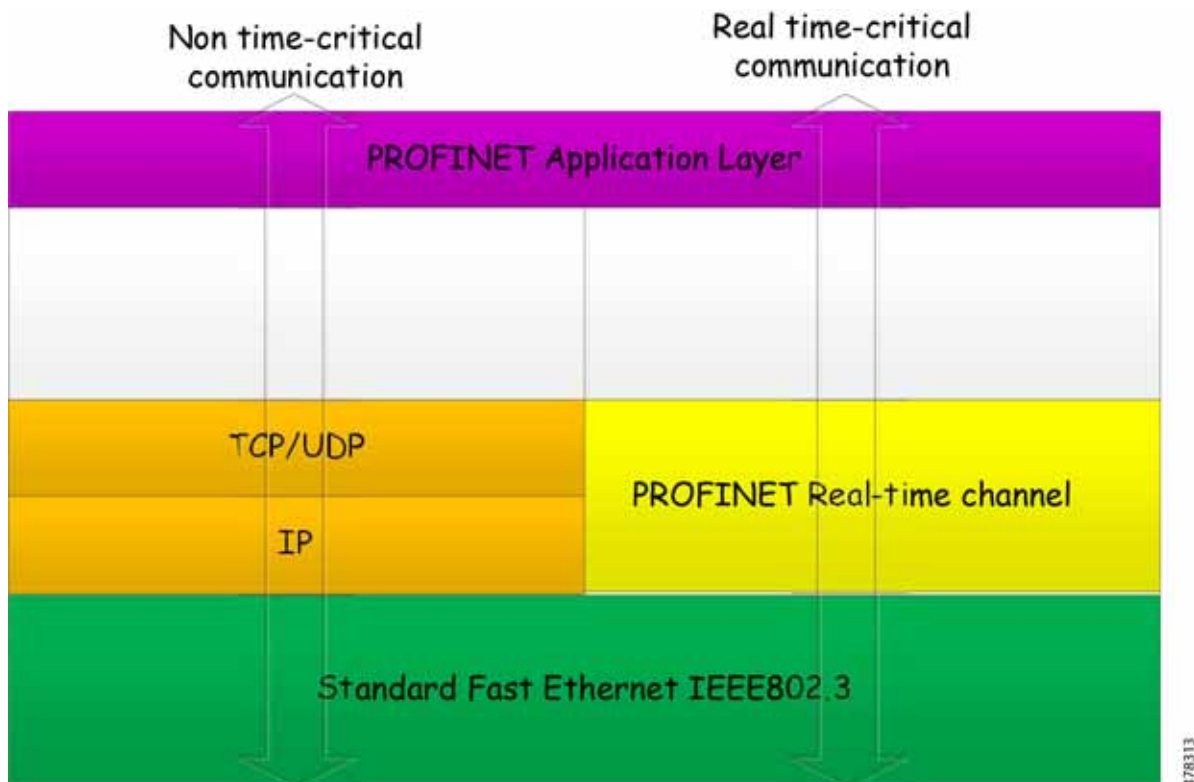 Non time-critical
communication
Real time-critical
communication
PROFINET Application Layer
TCP/UDP
PROFINET Real-time channel
IP
Standard Fast Ethernet IEEE802.3